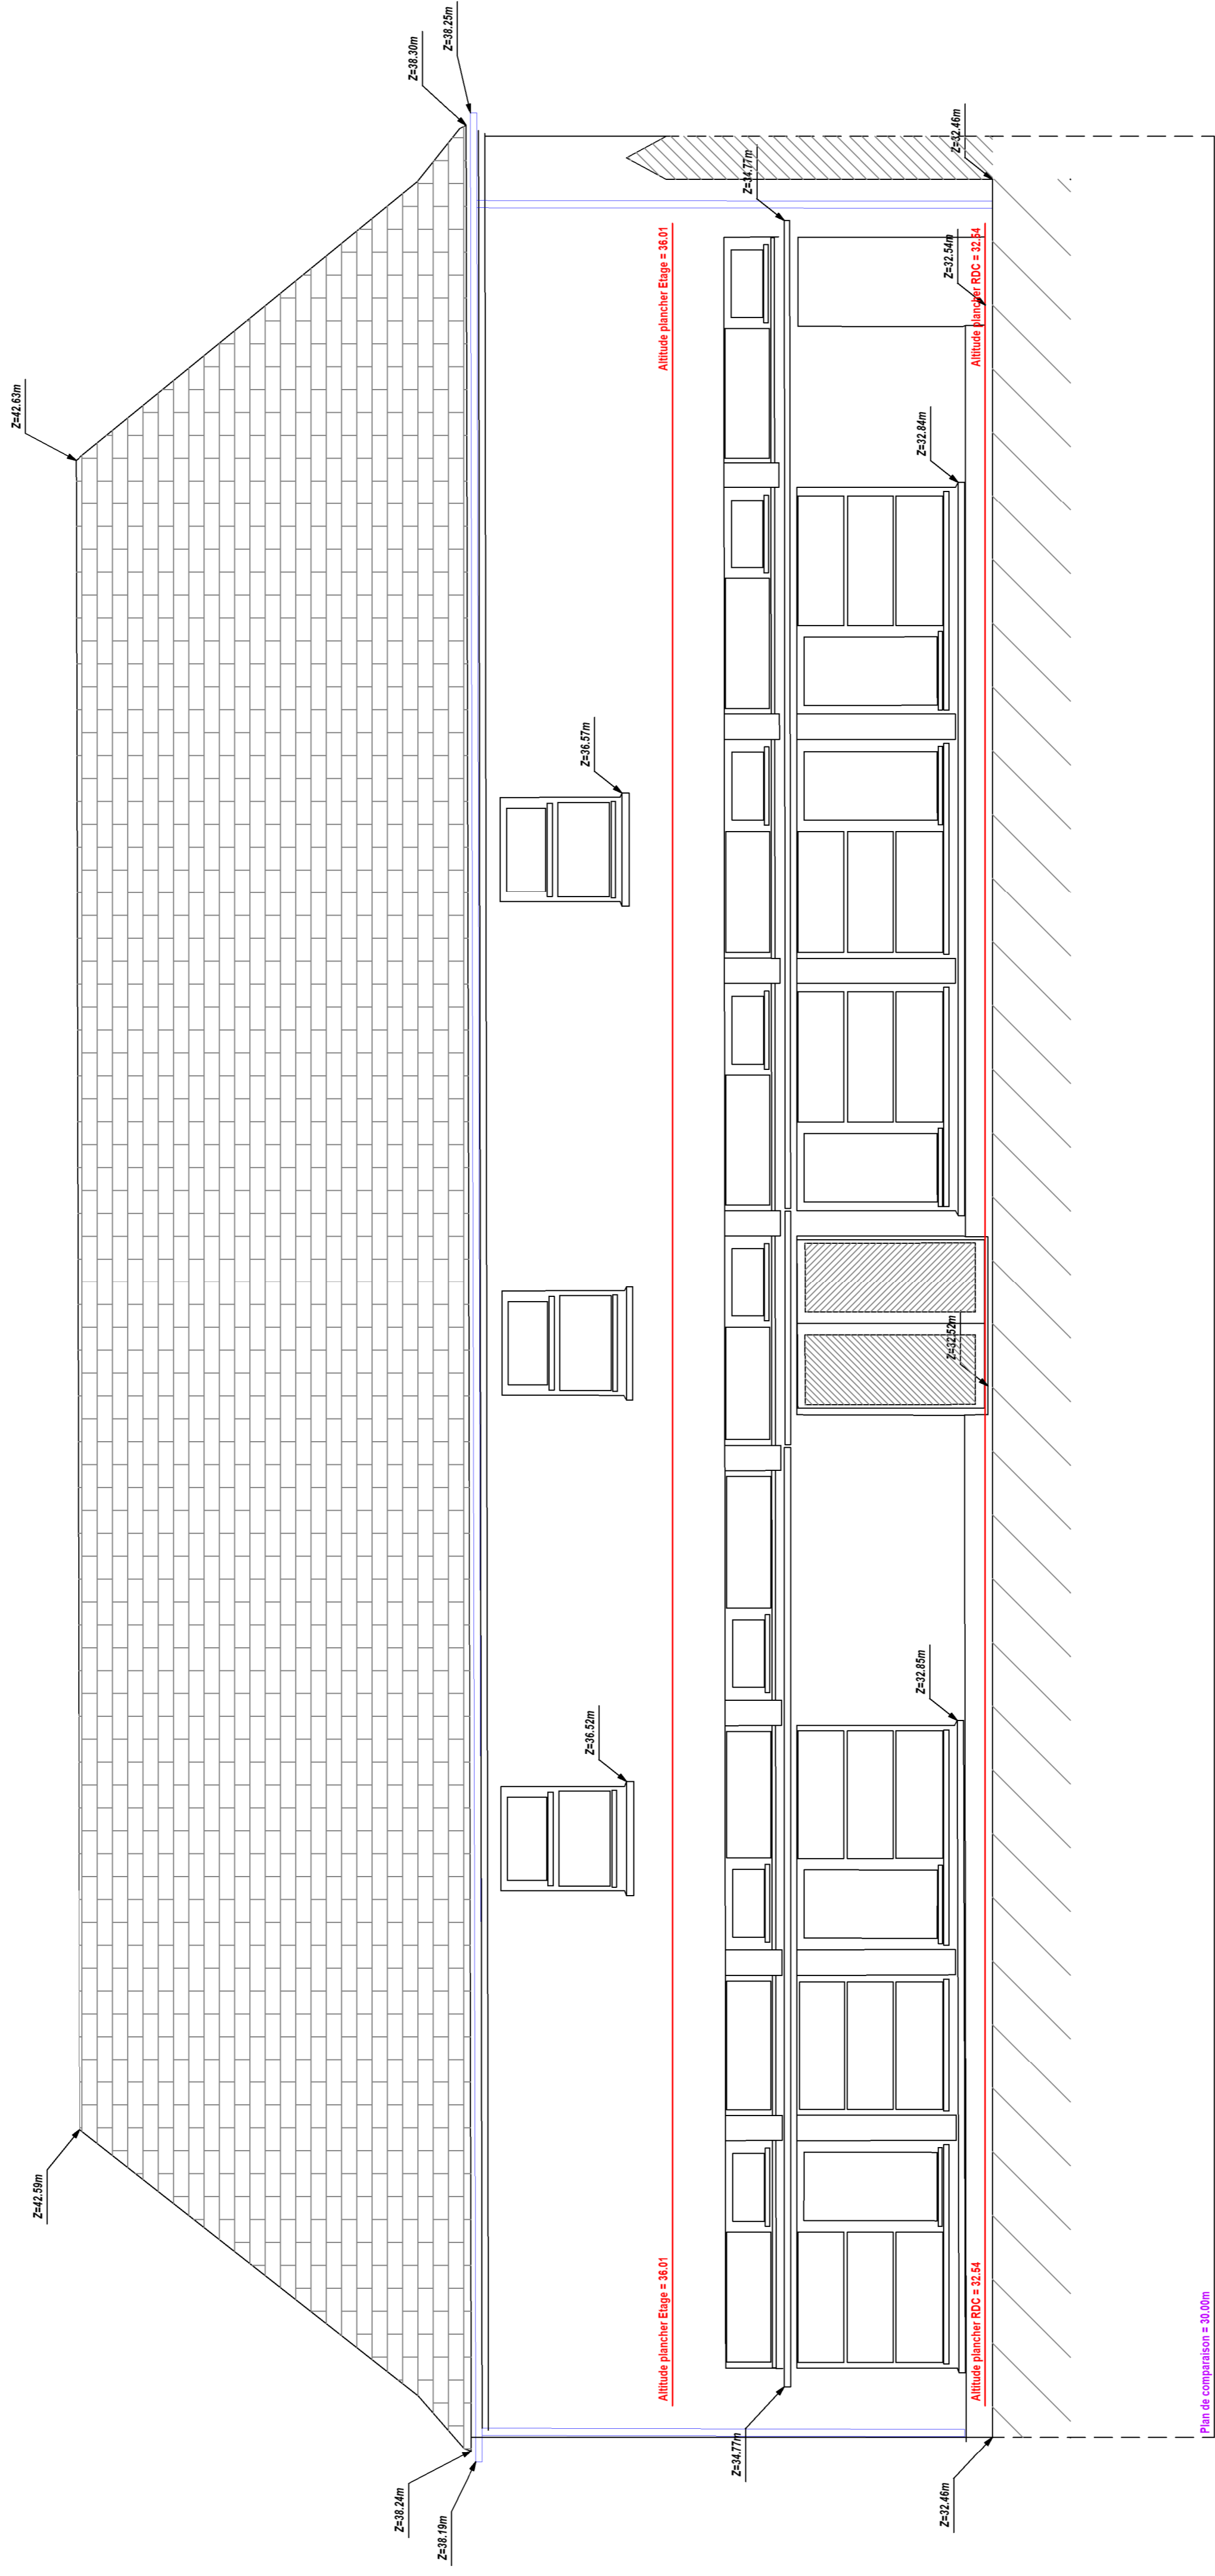 Z=42.59m
Z=42.63m
Z=38.24m
Z=38.30m
Z=38.19m
Z=38.25m
Z=36.52m
Z=36.57m
Altitude plancher Etage = 36.01
Altitude plancher Etage = 36.01
Z=34.77m
Z=34.77m
Z=32.85m
Z=32.84m
Z=32.46m
Z=32.52m
Z=32.54m
Z=32.46m
Altitude plancher RDC = 32.54
Altitude plancher RDC = 32.54
Plan de comparaison = 30.00m